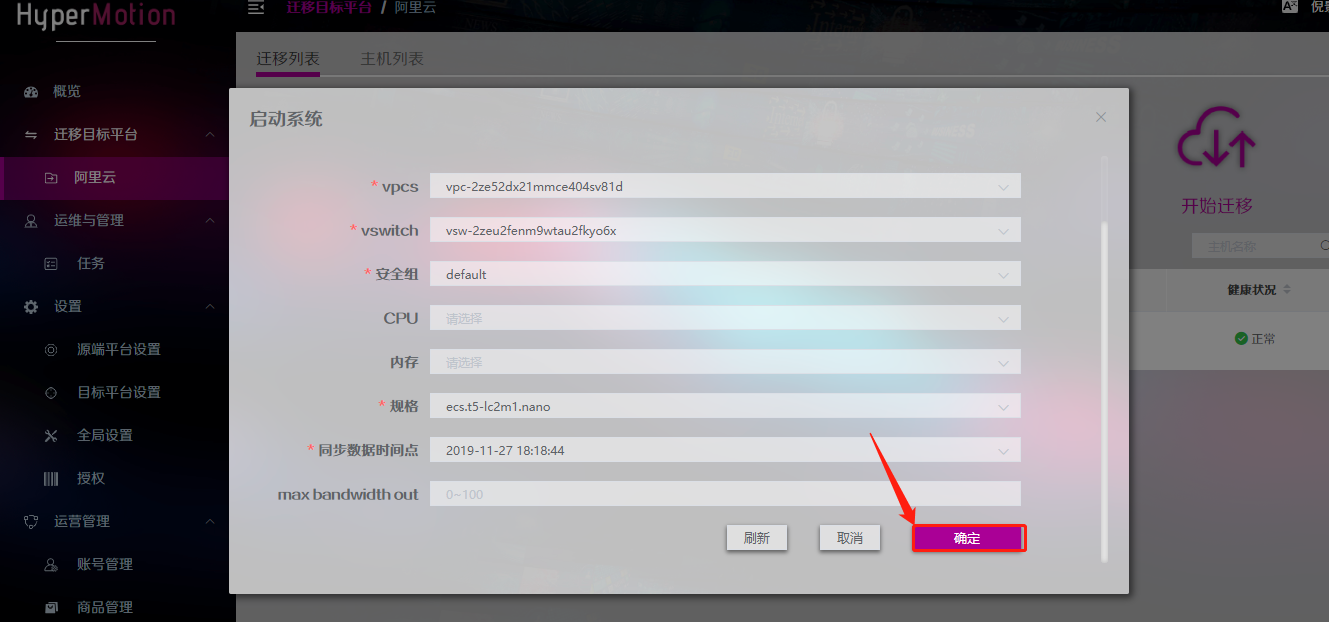 HyperMotion
迁移目标平台 / 阿里云
概览
迁移目标平台
阿里云
运维与管理
任务
设置
源端平台设置
目标平台设置
全局设置
授权
运营管理
账号管理
商品管理
迁移列表 主机列表
启动系统
* vpcs vpc-2ze52dx21mmce404sv81d
* vswitch vsw-2zeu2fenm9wtau2fkyo6x
* 安全组 default
CPU 请选择
内存 请选择
* 规格 ecs.t5-lc2m1.nano
* 同步数据时间点 2019-11-27 18:18:44
max bandwidth out 0~100
刷新 取消 确定
开始迁移
主机名称
健康状况
正常